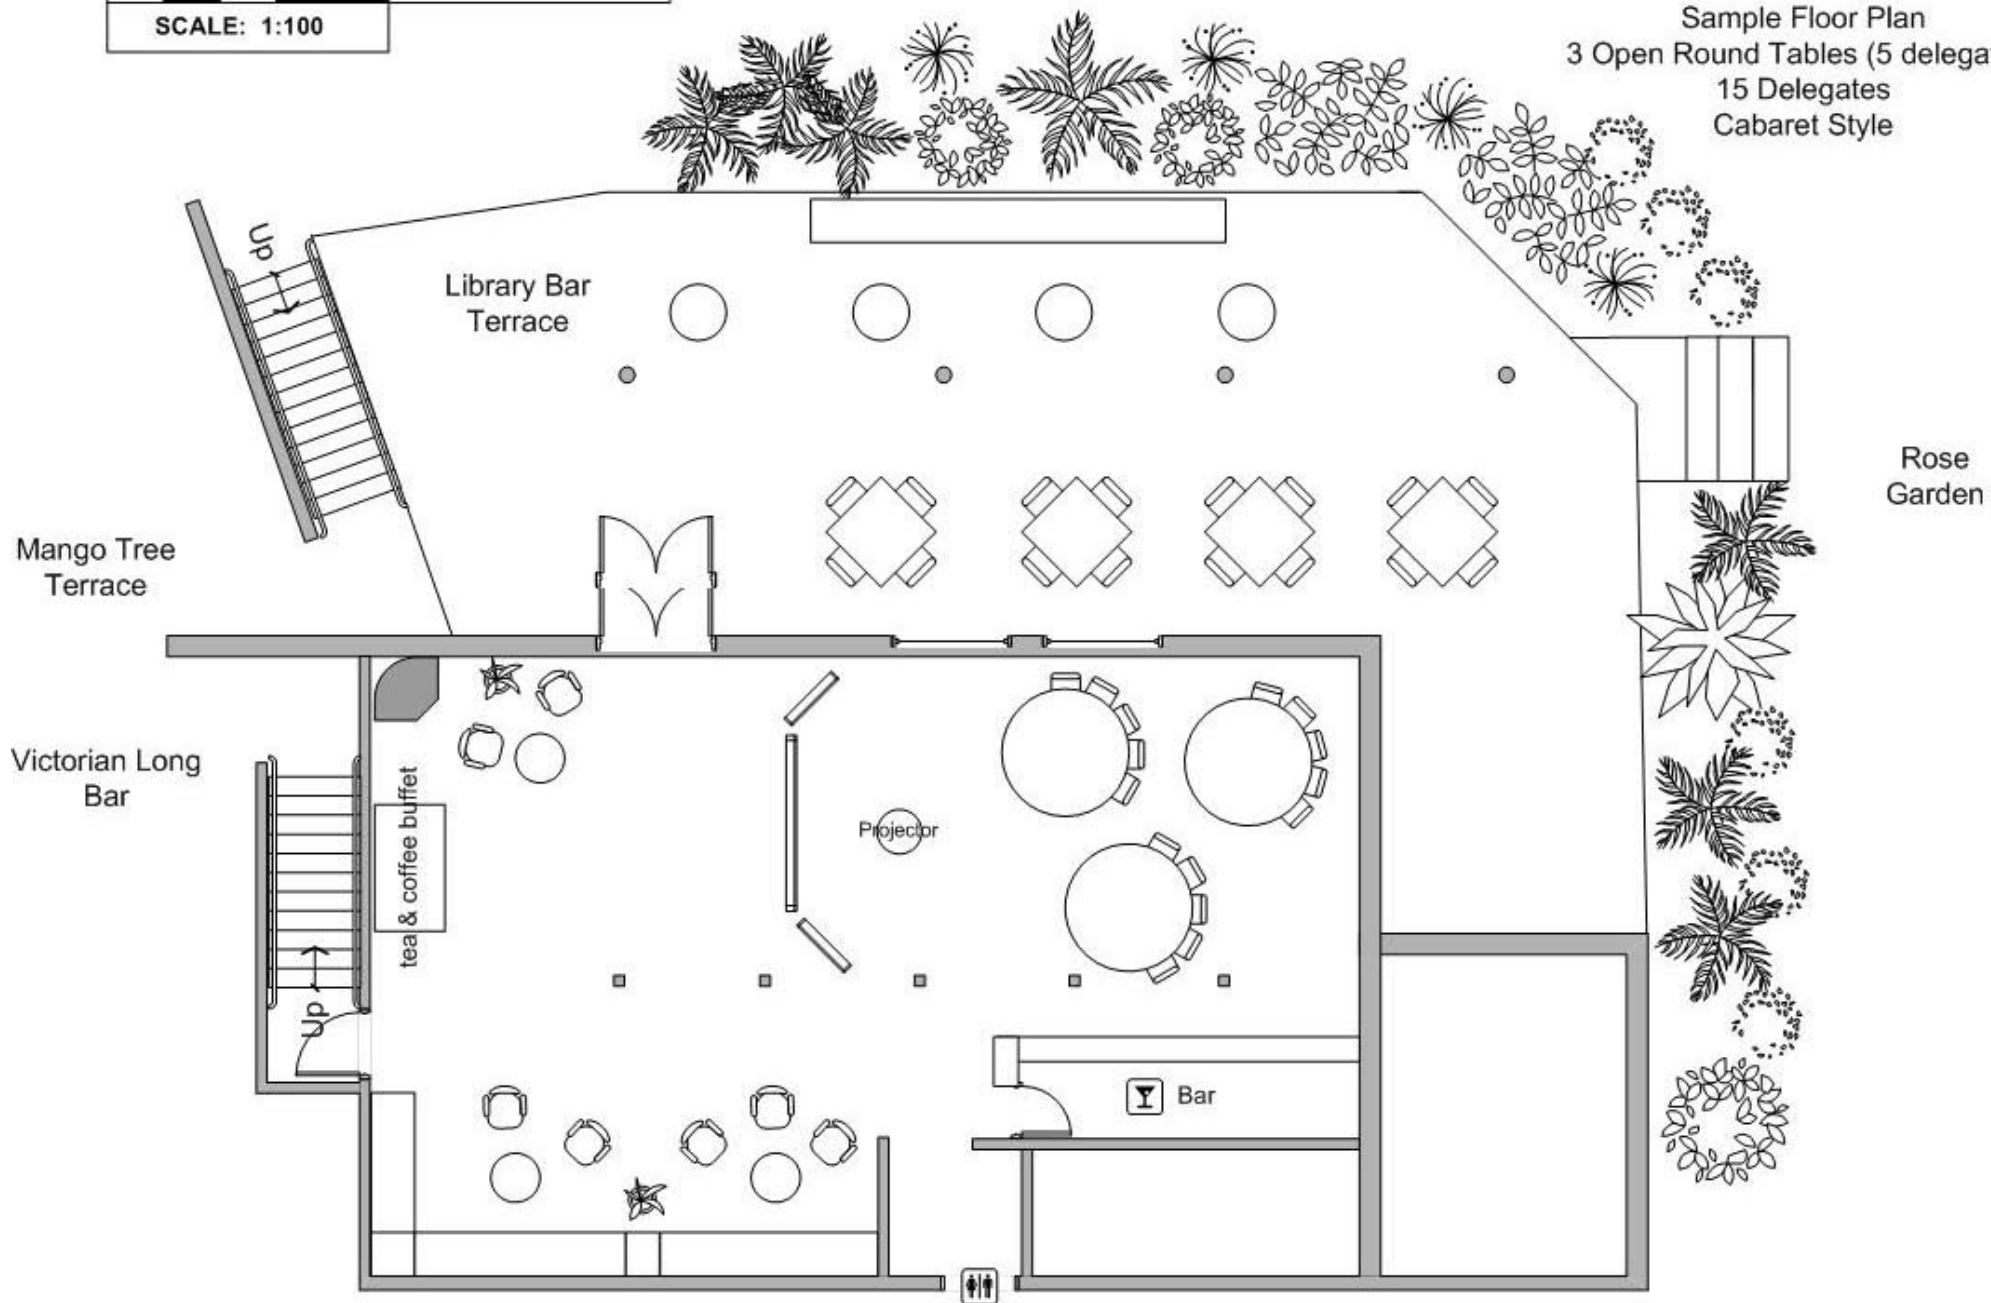 SCALE: 1:100
Sample Floor Plan
3 Open Round Tables (5 delega
15 Delegates
Cabaret Style
Up
Library Bar
Terrace
Rose
Garden
Mango Tree
Terrace
Victorian Long
Bar
tea & coffee buffet
Projector
Up
Bar